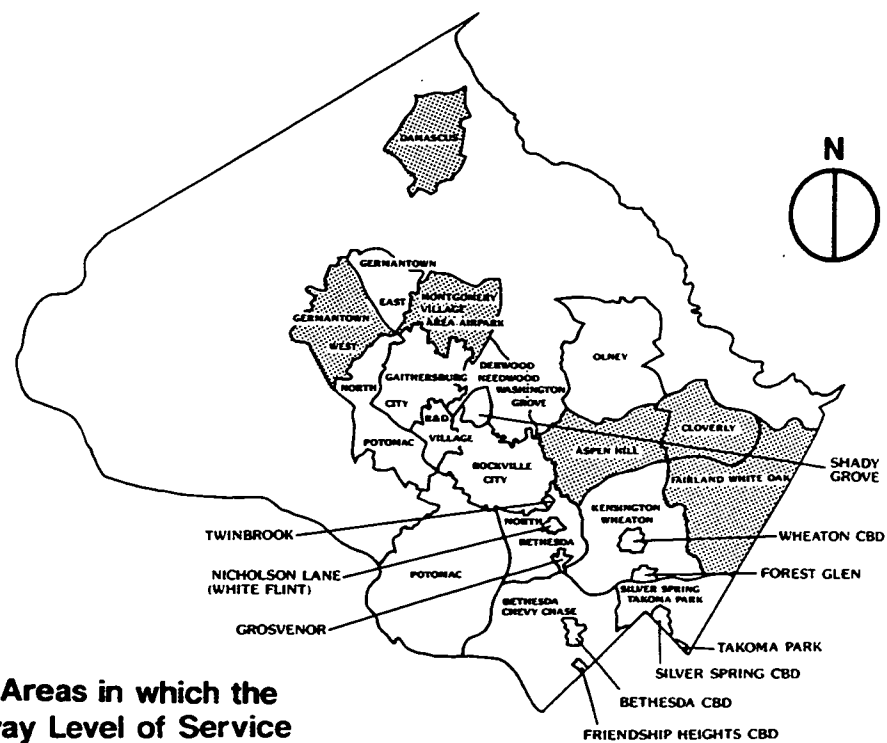 N
DAMASCUS
GERMANTOWN
EAST
MONTGOMERY
VILLAGE
AREA AIRPARK
GERMANTOWN
WEST
NORTH
POTOMAC
GAITHERSBURG
CITY
DERWOOD
NEEDWOOD
WASHINGTON
GROVE
OLNEY
R&D
VILLAGE
ROCKVILLE
CITY
ASPEN HILL
CLOVERLY
FAIRLAND WHITE OAK
SHADY
GROVE
KENSINGTON
WHEATON
TWINBROOK
NORTH
BETHESDA
WHEATON CBD
NICHOLSON LANE
(WHITE FLINT)
POTOMAC
FOREST GLEN
GROSVENOR
BETHESDA
CHEVY CHASE
SILVER SPRING
TAKOMA PARK
TAKOMA PARK
SILVER SPRING CBD
BETHESDA CBD
FRIENDSHIP HEIGHTS CBD
Areas in which the
ay Level of Service